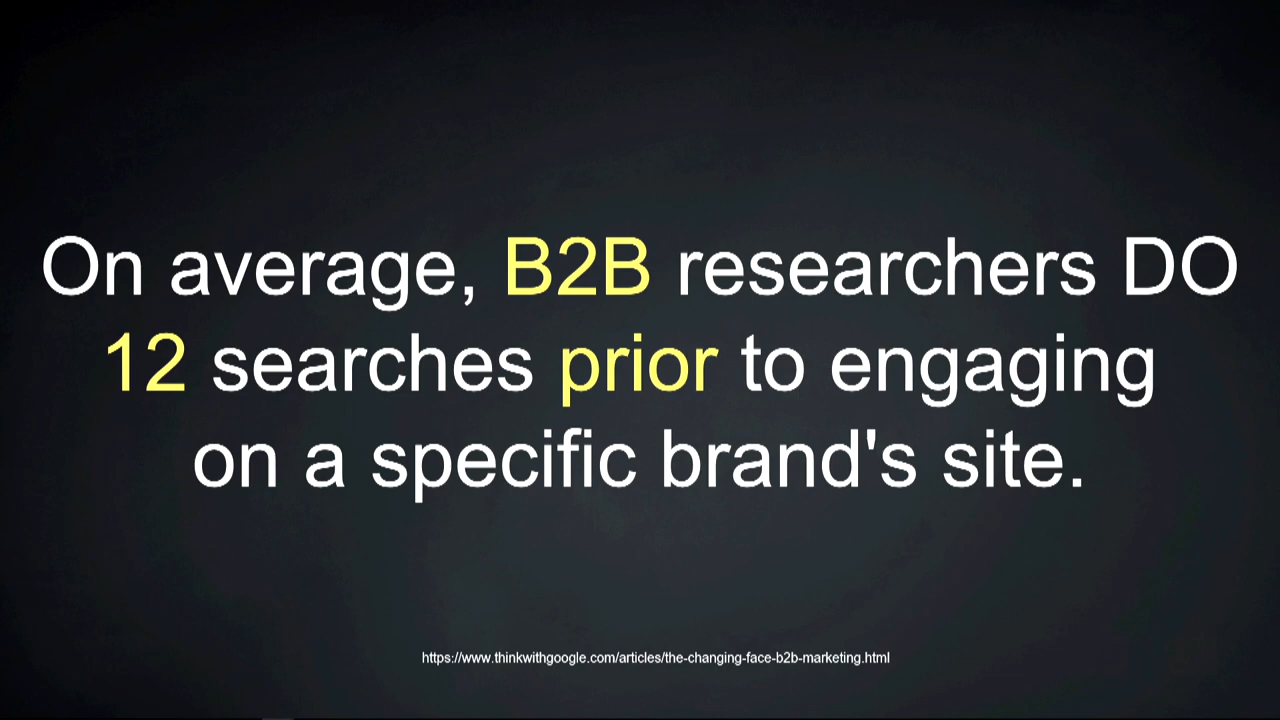 On average, B2B researchers DO
12 searches prior to engaging
on a specific brand's site.
https://www.thinkwithgoogle.com/articles/the-changing-face-b2b-marketing.html